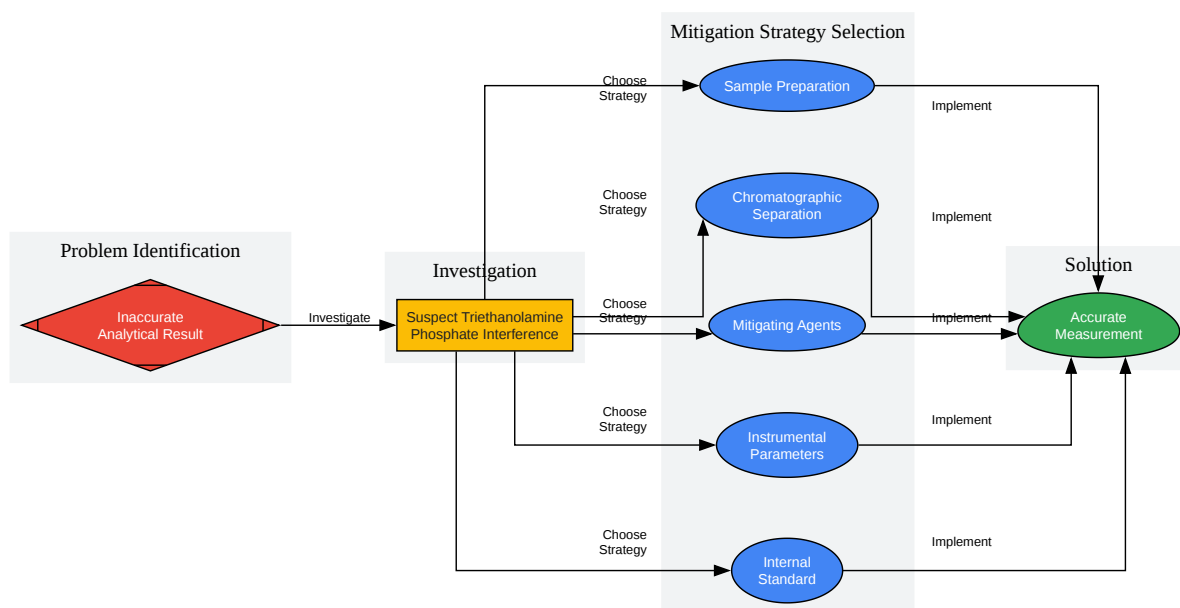 Mitigation Strategy Selection
Choose
Strategy
Sample Preparation
Implement
Choose
Strategy
Chromatographic
Separation
Implement
Problem Identification
Inaccurate
Analytical Result
Investigate
Investigation
Suspect Triethanolamine
Phosphate Interference
Choose
Strategy
Mitigating Agents
Implement
Solution
Accurate
Measurement
Choose
Strategy
Instrumental
Parameters
Implement
Choose
Strategy
Internal
Standard
Implement